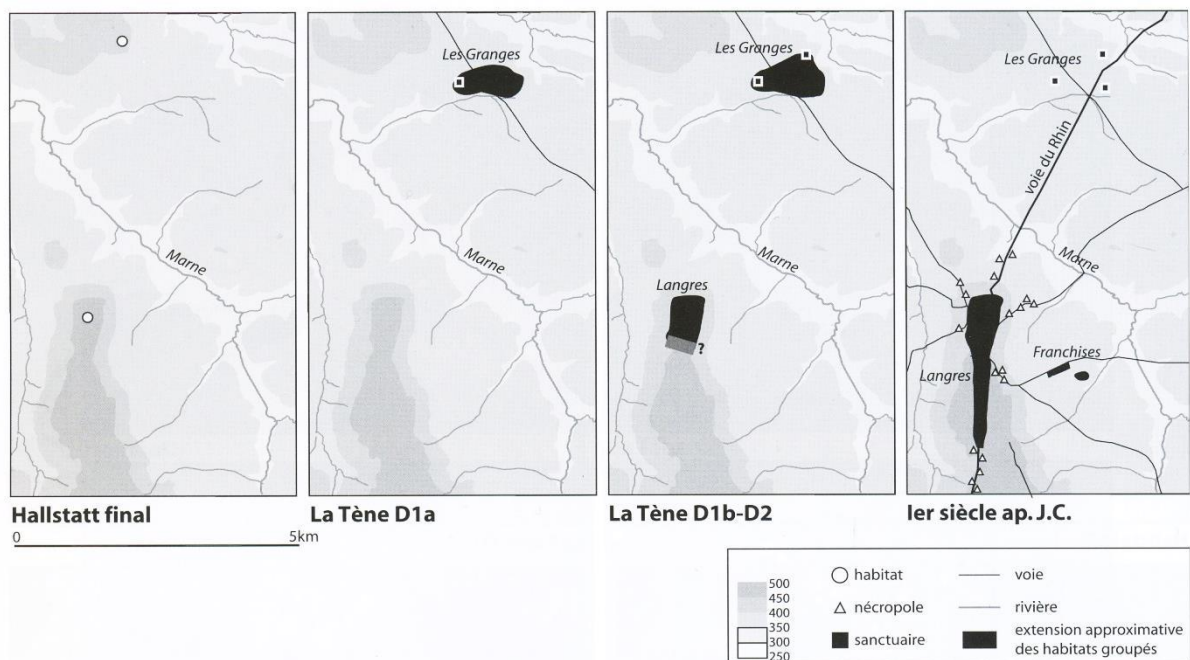 Les Granges
Marne
Langres
?
Les Granges
voie du Rhin
Marne
Langres
Franchises
Les Granges
Marne
Marne
Hallstatt final
La Tène D1a
La Tène D1b-D2
Ier siècle ap. J.C.
0 5km
500
450
400
350
300
250
habitat
nécropole
sanctuaire
voie
rivière
extension approximative
des habitats groupés